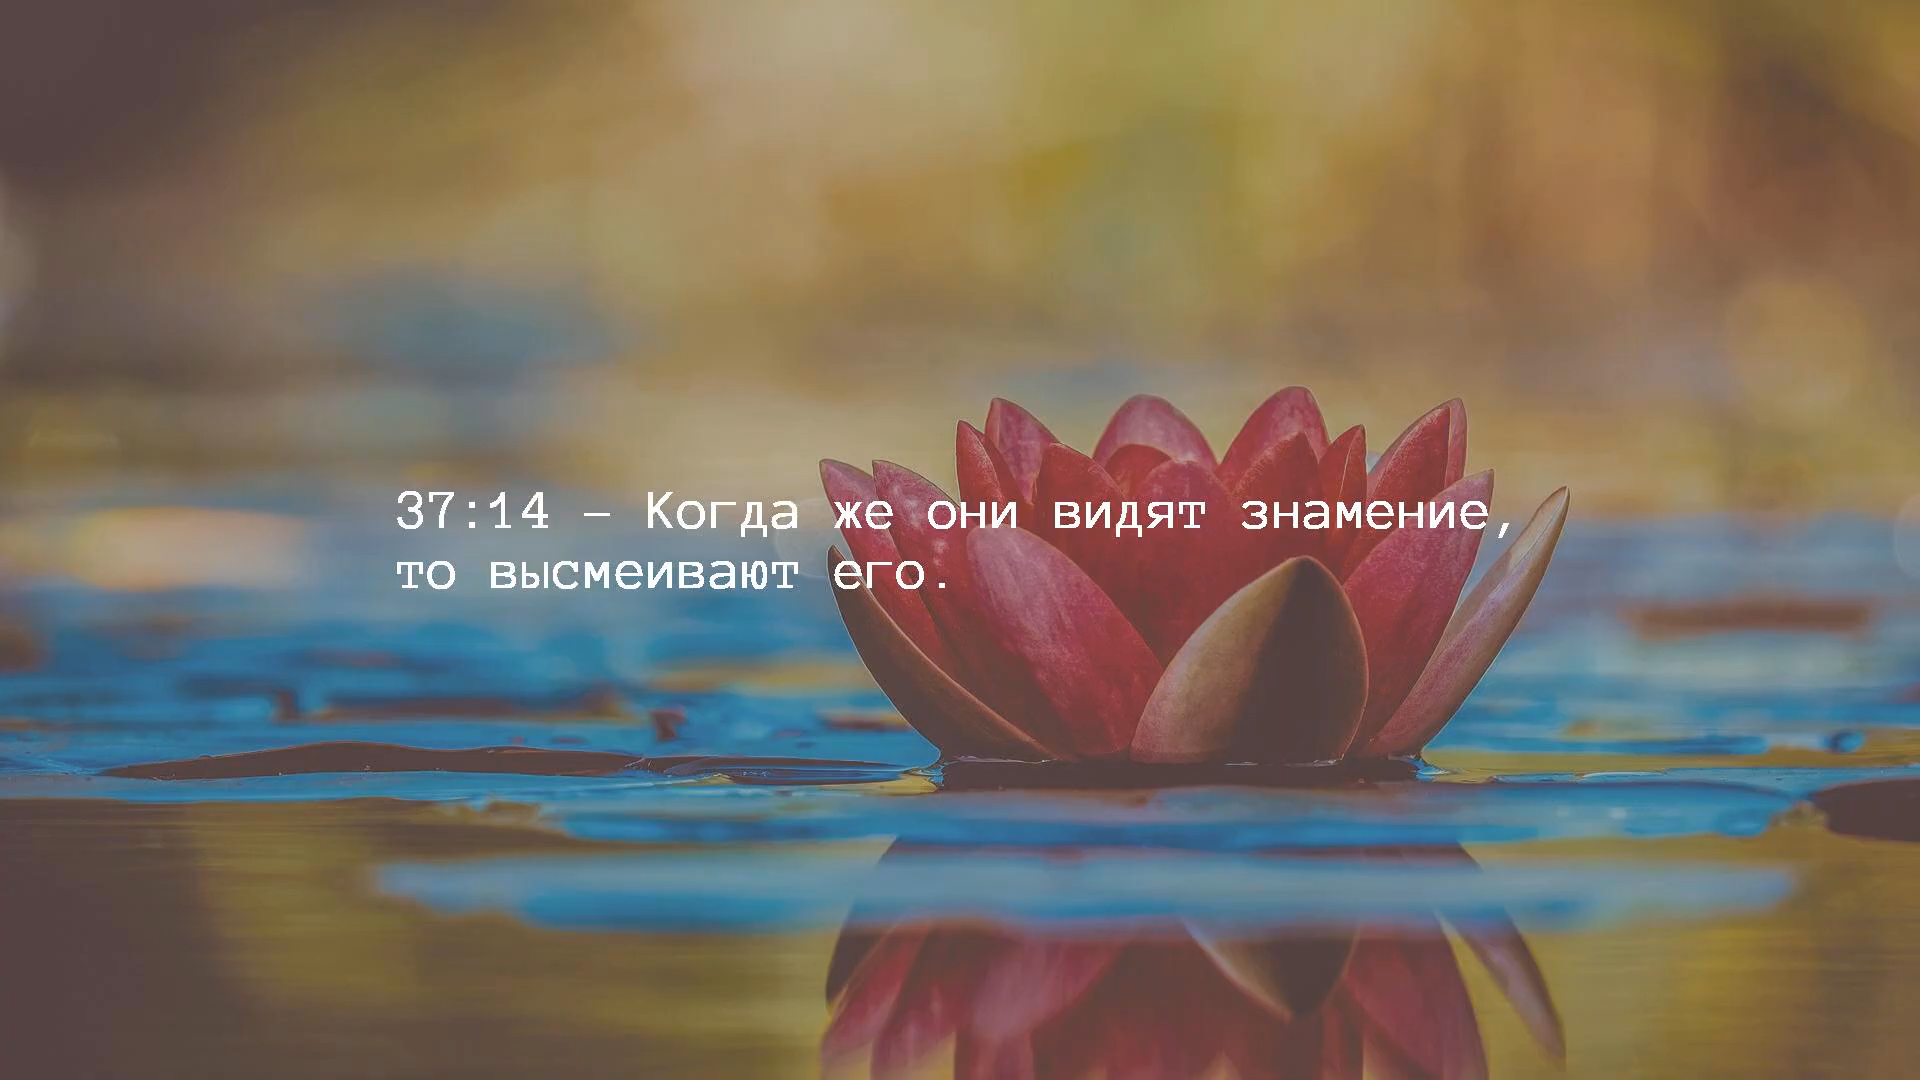 37:14 – Когда же они видят знамение,
то высмеивают его.